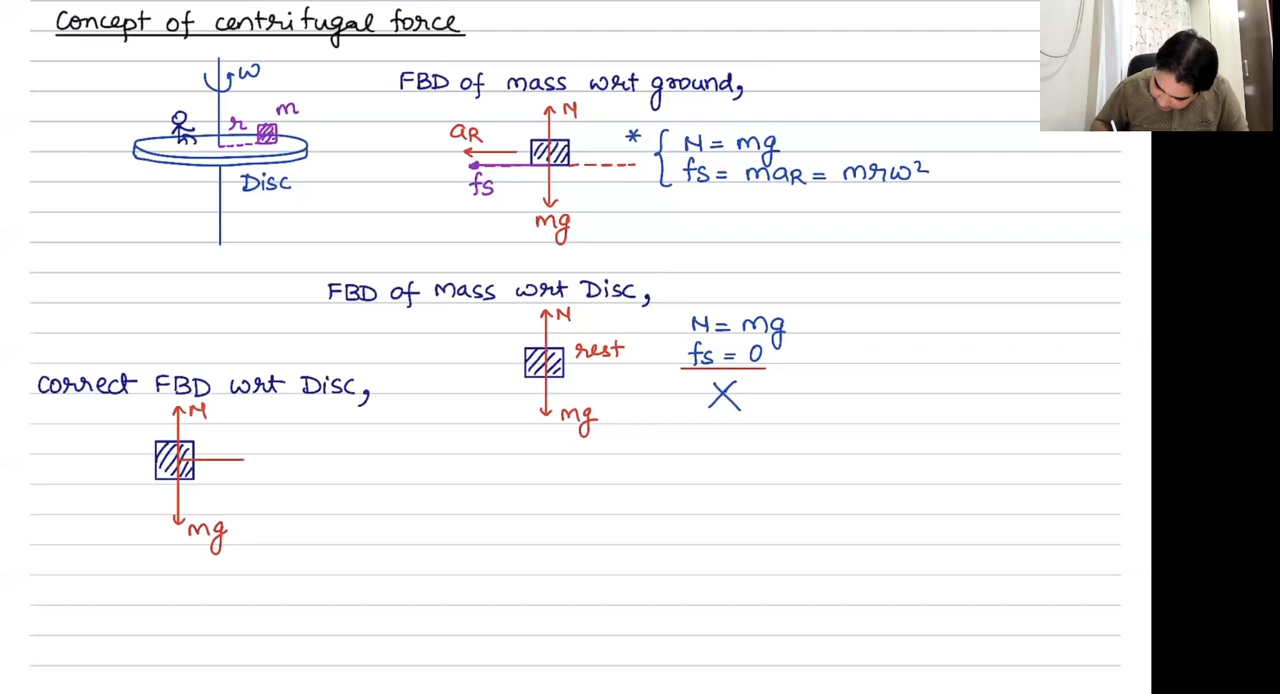 Concept of centrifugal force
ω
m
r
Disc
FBD of mass wrt ground,
N
aR
fs
mg
* { N = mg
fs = maR = mrω²
FBD of Mass wrt Disc,
N
rest
mg
N = mg
fs = 0
X
Correct FBD wrt Disc,
N
mg